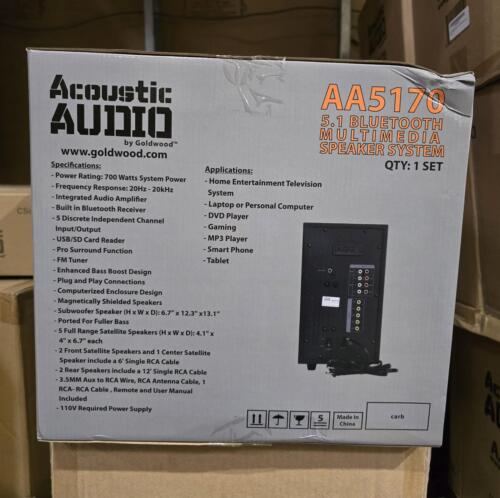 Acoustic
AUDIO
by Goldwood™
www.goldwood.com
AA5170
5.1 BLUETOOTH
MULTIMEDIA
SPEAKER SYSTEM
QTY: 1 SET
Specifications:
- Power Rating: 700 Watts System Power
- Frequency Response: 20Hz - 20kHz
- Integrated Audio Amplifier
- Built in Bluetooth Receiver
- 5 Discrete Independent Channel
Input/Output
- USB/SD Card Reader
- Pro Surround Function
- FM Tuner
- Enhanced Bass Boost Design
- Plug and Play Connections
- Computerized Enclosure Design
- Magnetically Shielded Speakers
- Subwoofer Speaker (H x W x D): 6.7" x 12.3" x13.1"
- Ported For Fuller Bass
- 5 Full Range Satellite Speakers (H x W x D): 4.1" x
4" x 6.7" each
- 2 Front Satellite Speakers and 1 Center Satellite
Speaker include a 6' Single RCA Cable
- 2 Rear Speakers include a 12' Single RCA Cable
- 3.5MM Aux to RCA Wire, RCA Antenna Cable, 1
RCA- RCA Cable , Remote and User Manual
Included
- 110V Required Power Supply
Applications:
- Home Entertainment Television
System
- Laptop or Personal Computer
- DVD Player
- Gaming
- MP3 Player
- Smart Phone
- Tablet
5
Made in
China
carb